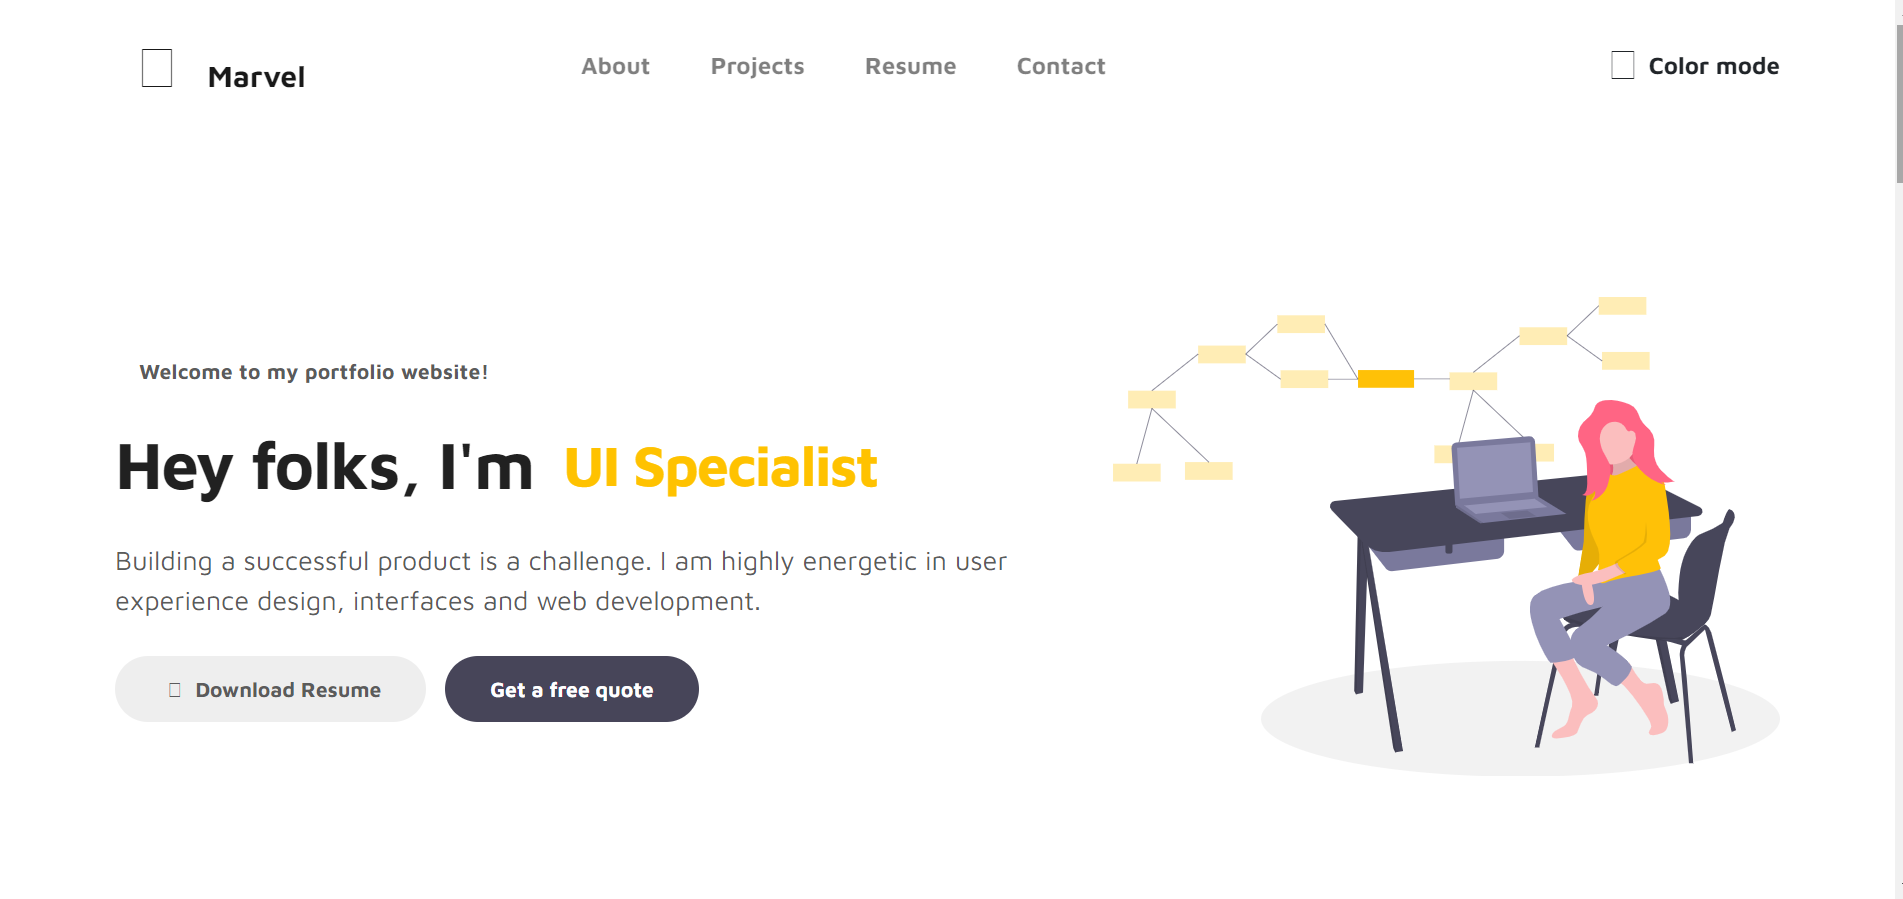 Marvel
About Projects Resume Contact
Color mode
Welcome to my portfolio website!
Hey folks, I'm UI Specialist
Building a successful product is a challenge. I am highly energetic in user
experience design, interfaces and web development.
Download Resume
Get a free quote